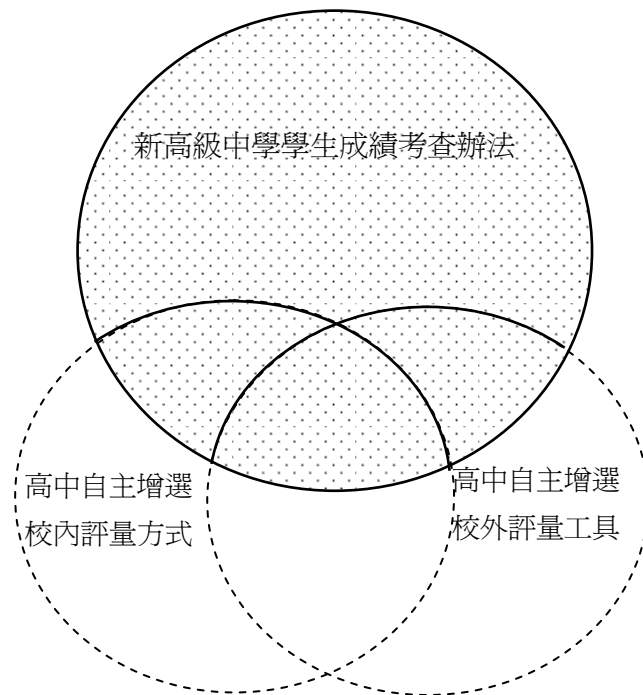 新高級中學學生成績考查辦法
高中自主增選
校內評量方式
高中自主增選
校外評量工具